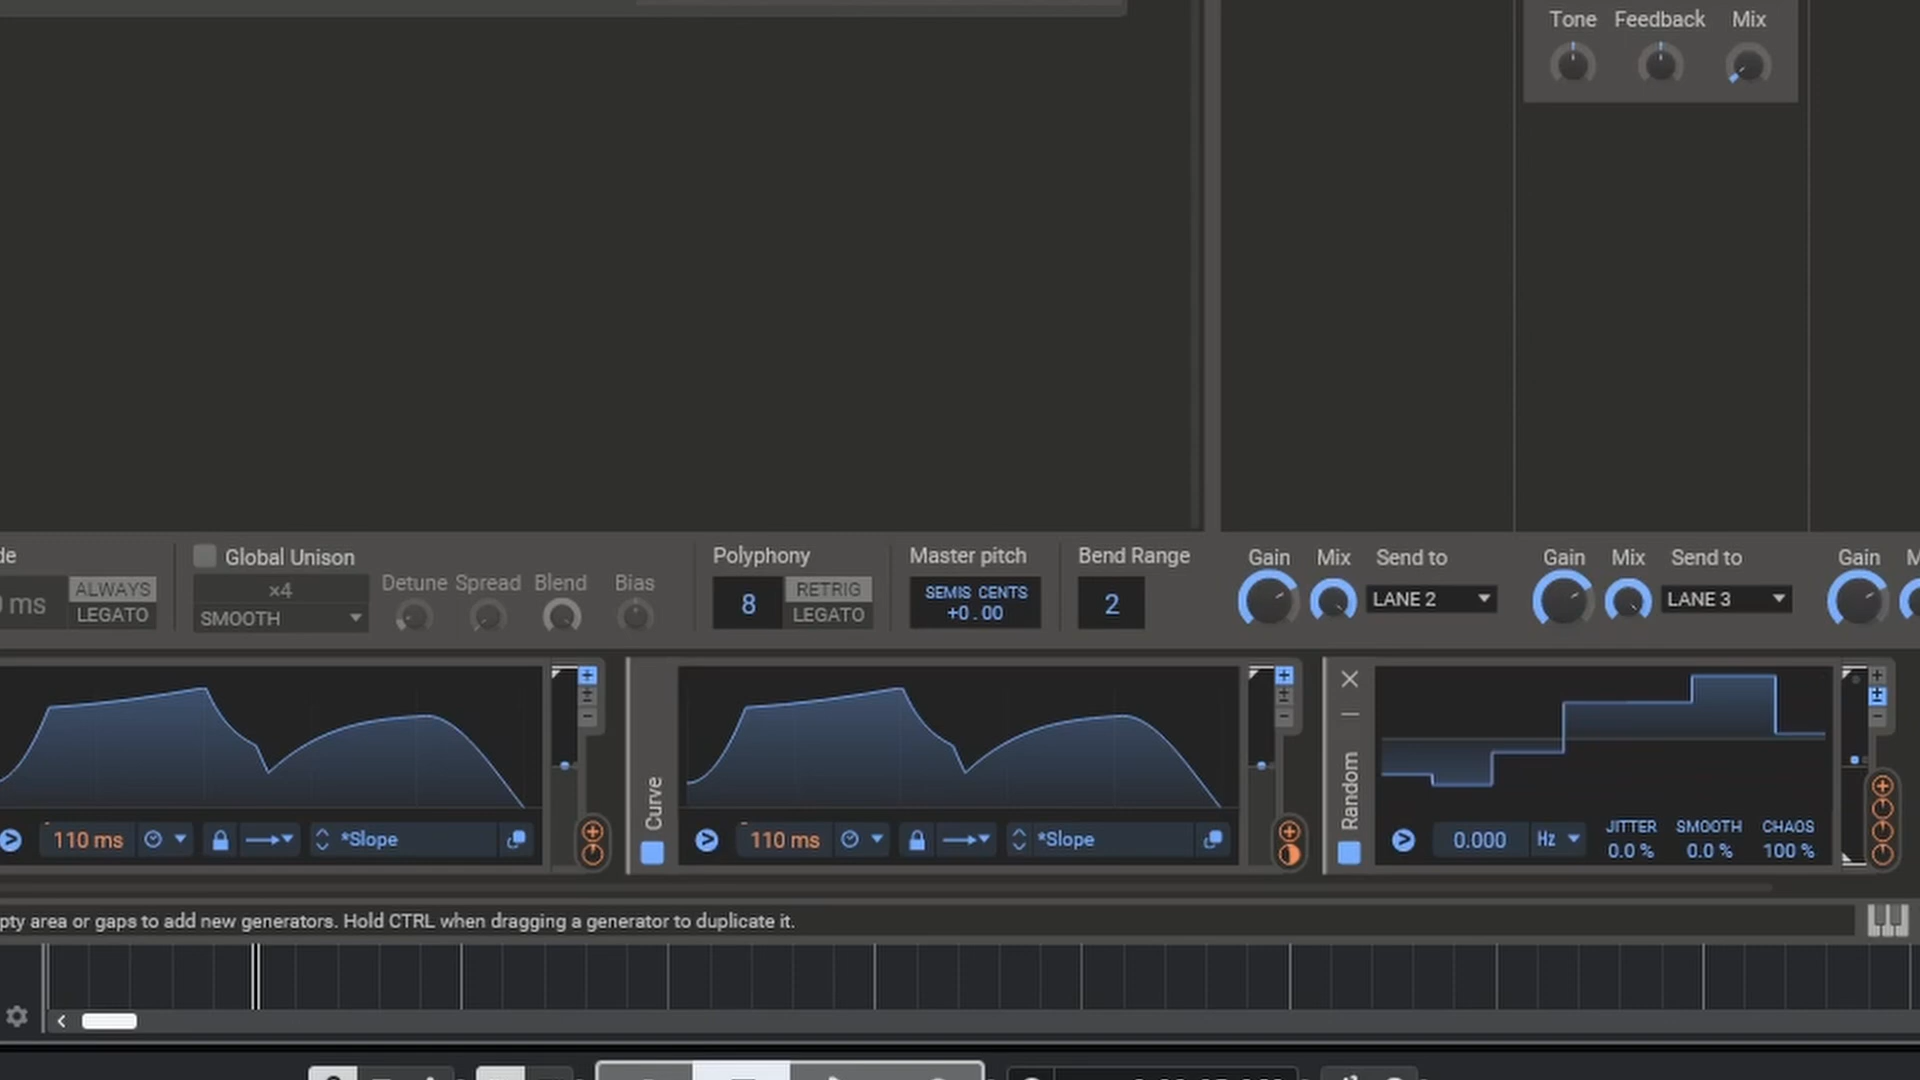 Tone Feedback Mix
Global Unison
ALWAYS
LEGATO
ms
×4
SMOOTH
Detune Spread Blend Bias
Polyphony
8
RETRIG
LEGATO
Master pitch
SEMIS CENTS
+0.00
Bend Range
2
Gain Mix Send to
LANE 2
Gain Mix Send to
LANE 3
Gain
110 ms
*Slope
Curve
110 ms
*Slope
Random
0.000 Hz
JITTER SMOOTH CHAOS
0.0 % 0.0 % 100 %
area or gaps to add new generators. Hold CTRL when dragging a generator to duplicate it.